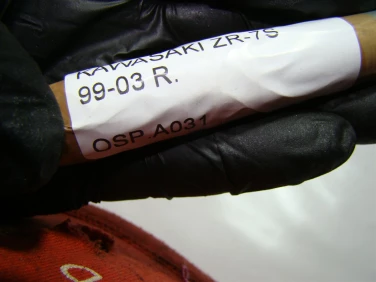 KAWASAKI ZR-7S
99-03 R.
OSP.A031